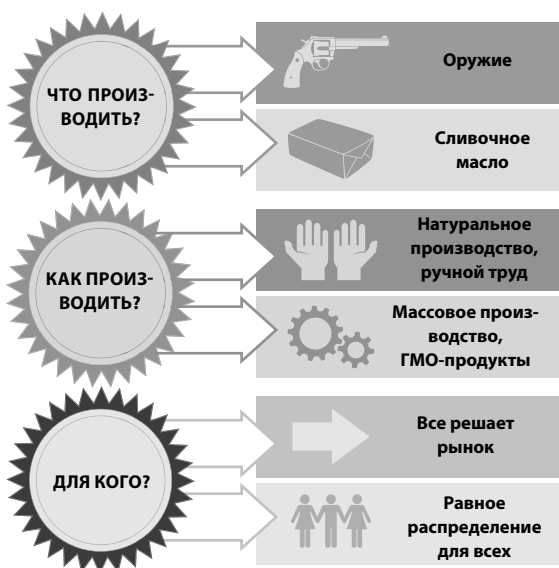 ЧТО ПРОИЗ-
ВОДИТЬ?
Оружие
Сливочное
масло
КАК ПРОИЗ-
ВОДИТЬ?
Натуральное
производство,
ручной труд
Массовое произ-
водство,
ГМО-продукты
ДЛЯ КОГО?
Все решает
рынок
Равное
распределение
для всех